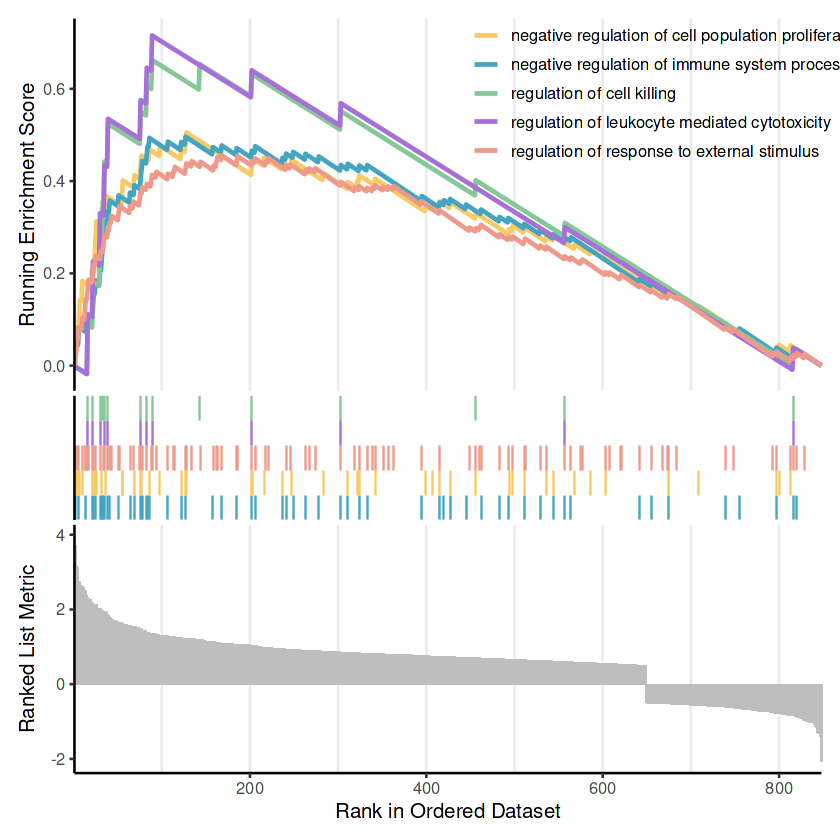 negative regulation of cell population prolifera
negative regulation of immune system proces
regulation of cell killing
regulation of leukocyte mediated cytotoxicity
regulation of response to external stimulus
Running Enrichment Score
0.6
0.4
0.2
0.0
Ranked List Metric
4
2
0
-2
200
400
600
800
Rank in Ordered Dataset